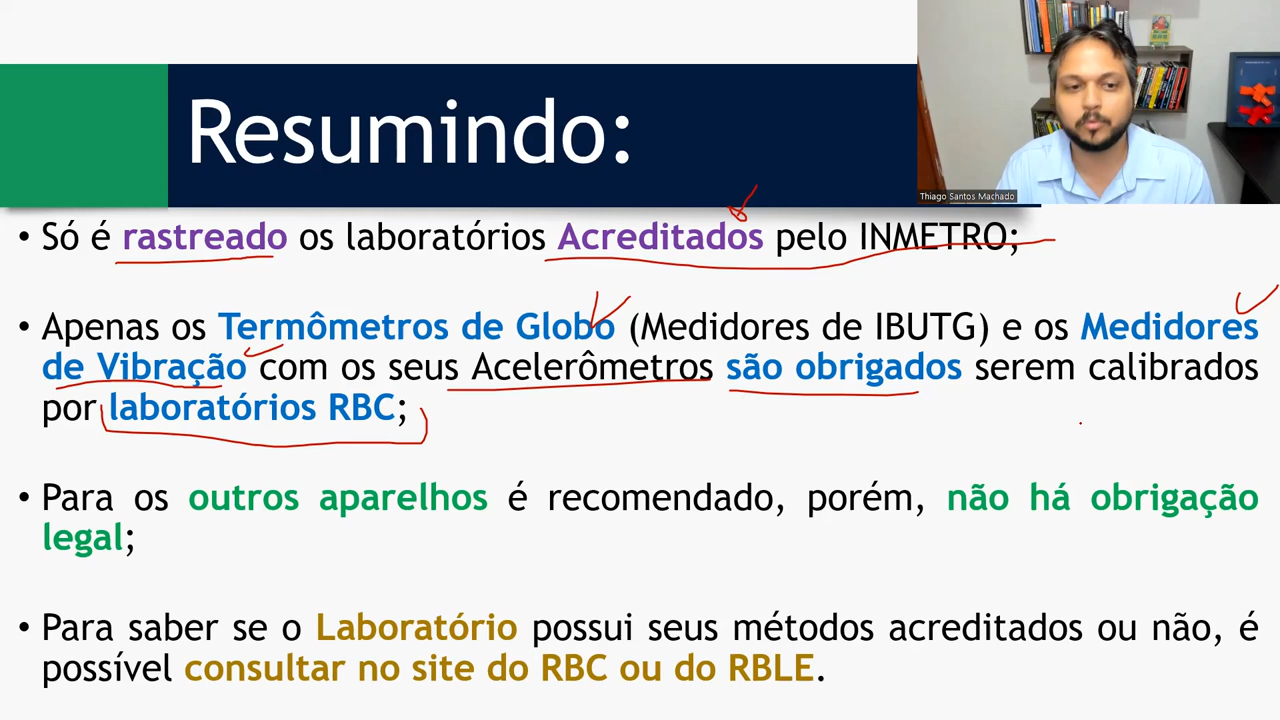 Resumindo:
Thiago Santos Machado
• Só é rastreado os laboratórios Acreditados pelo INMETRO;
• Apenas os Termômetros de Globo (Medidores de IBUTG) e os Medidores
de Vibração com os seus Acelerômetros são obrigados serem calibrados
por laboratórios RBC;
• Para os outros aparelhos é recomendado, porém, não há obrigação
legal;
• Para saber se o Laboratório possui seus métodos acreditados ou não, é
possível consultar no site do RBC ou do RBLE.